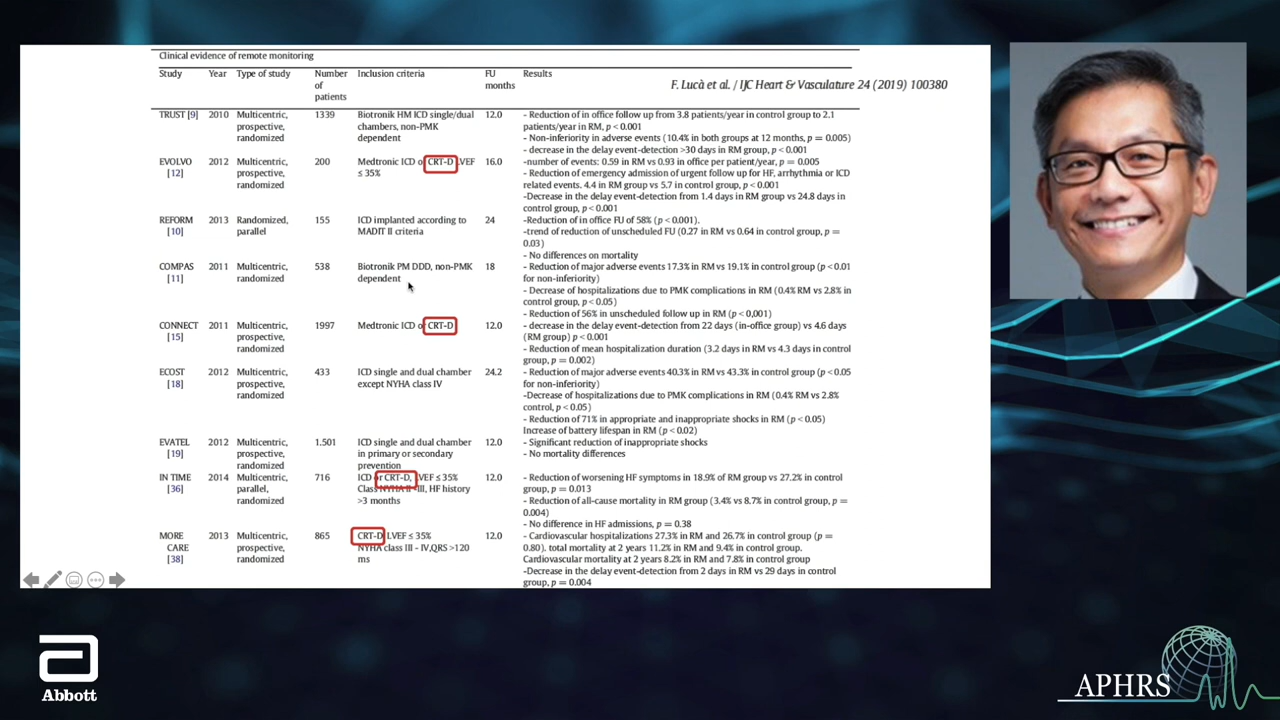 Clinical evidence of remote monitoring
Study Year Type of study Number of patients Inclusion criteria FU months Results
F. Lucà et al. / IJC Heart & Vasculature 24 (2019) 100380
TRUST [9] 2010 Multicentric, prospective, randomized 1339 Biotronik HM ICD single/dual chambers, non-PMK dependent 12.0
- Reduction of in office follow up from 3.8 patients/year in control group to 2.1
patients/year in RM, p < 0.001
- Non-inferiority in adverse events (10.4% in both groups at 12 months, p = 0.005)
- decrease in the delay event-detection >30 days in RM group, p < 0.001
EVOLVO [12] 2012 Multicentric, prospective, randomized 200 Medtronic ICD o CRT-D LVEF ≤ 35% 16.0
-number of events: 0.59 in RM vs 0.93 in office per patient/year, p = 0.005
- Reduction of emergency admission of urgent follow up for HF, arrhythmia or ICD
related events. 4.4 in RM group vs 5.7 in control group, p < 0.001
-Decrease in the delay event-detection from 1.4 days in RM group vs 24.8 days in
control group, p < 0.001
REFORM [10] 2013 Randomized, parallel 155 ICD implanted according to MADIT II criteria 24
-Reduction of in office FU of 58% (p < 0.001).
-trend of reduction of unscheduled FU (0.27 in RM vs 0.64 in control group, p =
0.03)
- No differences on mortality
COMPAS [11] 2011 Multicentric, randomized 538 Biotronik PM DDD, non-PMK dependent 18
- Reduction of major adverse events 17.3% in RM vs 19.1% in control group (p < 0.01
for non-inferiority)
- Decrease of hospitalizations due to PMK complications in RM (0.4% RM vs 2.8% in
control group, p < 0.05)
- Reduction of 56% in unscheduled follow up in RM (p < 0,001)
CONNECT [15] 2011 Multicentric, prospective, randomized 1997 Medtronic ICD o CRT-D 12.0
- decrease in the delay event-detection from 22 days (in-office group) vs 4.6 days
(RM group) p < 0.001
- Reduction of mean hospitalization duration (3.2 days in RM vs 4.3 days in control
group, p = 0.002)
ECOST [18] 2012 Multicentric, prospective, randomized 433 ICD single and dual chamber except NYHA class IV 24.2
- Reduction of major adverse events 40.3% in RM vs 43.3% in control group (p < 0.05
for non-inferiority)
-Decrease of hospitalizations due to PMK complications in RM (0.4% RM vs 2.8%
control, p < 0.05)
- Reduction of 71% in appropriate and inappropriate shocks in RM (p < 0.05)
Increase of battery lifespan in RM (p < 0.02)
EVATEL [19] 2012 Multicentric, prospective, randomized 1.501 ICD single and dual chamber in primary or secondary prevention 12.0
- Significant reduction of inappropriate shocks
- No mortality differences
IN TIME [36] 2014 Multicentric, parallel, randomized 716 ICD or CRT-D, LVEF ≤ 35% Class NYHA II–III, HF history >3 months 12.0
- Reduction of worsening HF symptoms in 18.9% of RM group vs 27.2% in control
group, p = 0.013
- Reduction of all-cause mortality in RM group (3.4% vs 8.7% in control group, p =
0.004)
- No difference in HF admissions, p = 0.38
MORE CARE [38] 2013 Multicentric, prospective, randomized 865 CRT-D LVEF ≤ 35% NYHA class III - IV,QRS >120 ms 12.0
- Cardiovascular hospitalizations 27.3% in RM and 26.7% in control group (p =
0.80). total mortality at 2 years 11.2% in RM and 9.4% in control group.
Cardiovascular mortality at 2 years 8.2% in RM and 7.8% in control group
-Decrease in the delay event-detection from 2 days in RM vs 29 days in control
group, p = 0.004
Abbott
APHRS